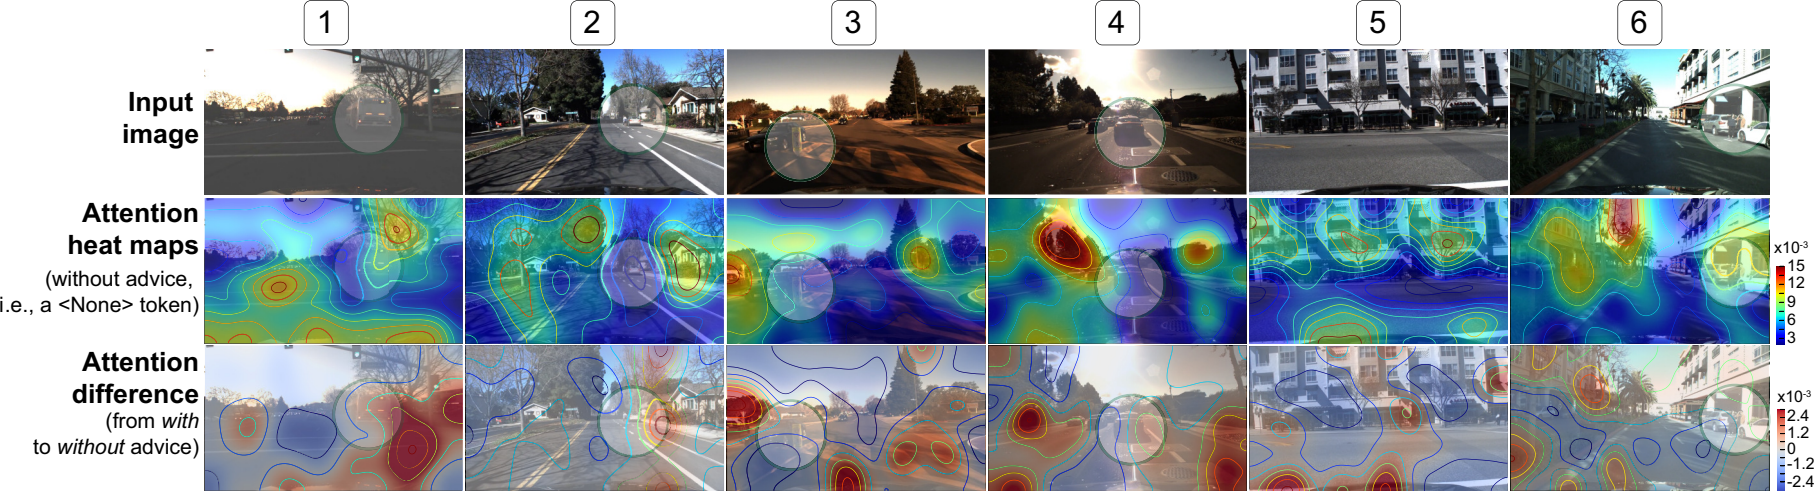 1 2 3 4 5 6
Input
image
Attention
heat maps
(without advice,
i.e., a <None> token)
x10-3
15
12
9
6
3
Attention
difference
(from with
to without advice)
x10-3
2.4
1.2
0
-1.2
-2.4